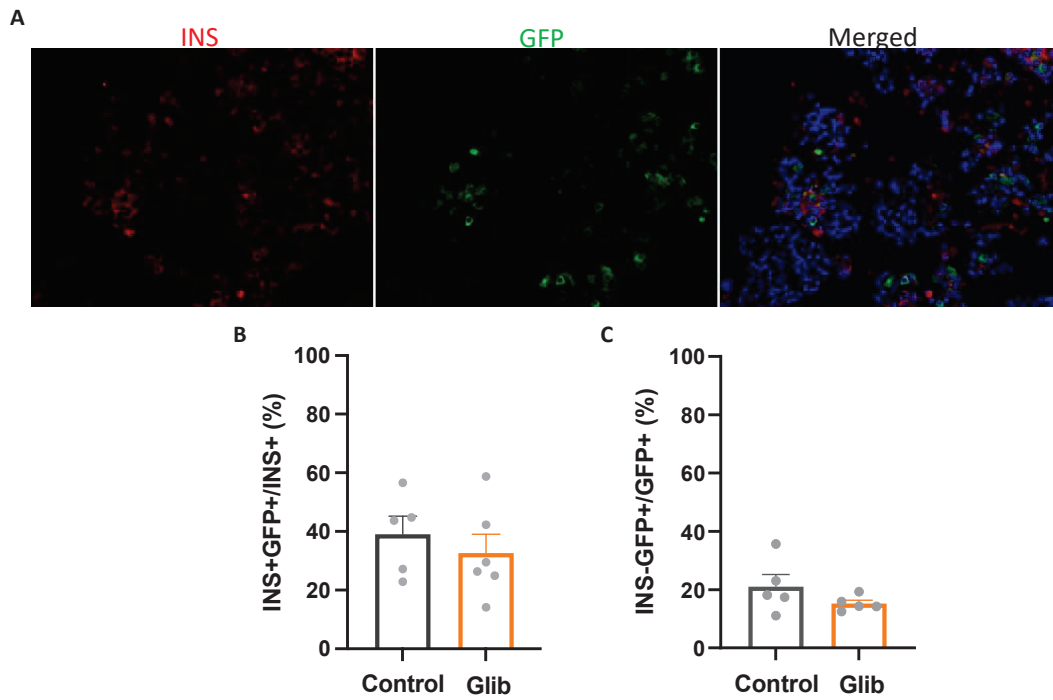 A
INS
GFP
Merged
B
INS+GFP+/INS+ (%)
100
80
60
40
20
0
Control
Glib
C
INS-GFP+/GFP+ (%)
100
80
60
40
20
0
Control
Glib